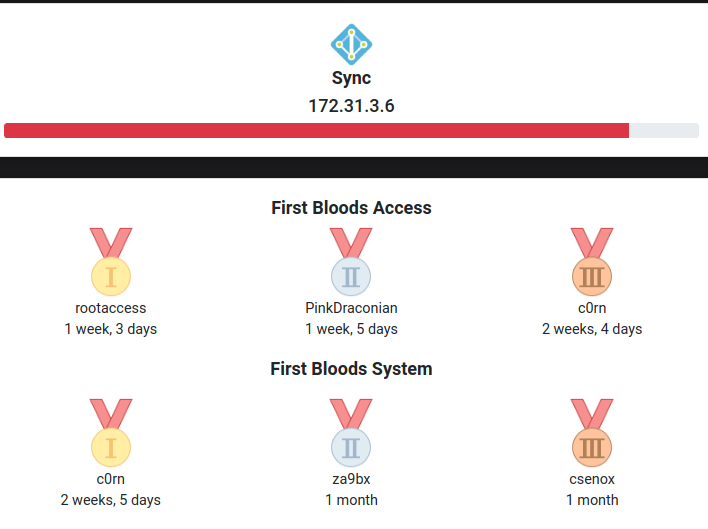 Sync
172.31.3.6
First Bloods Access
I II III
rootaccess PinkDraconian c0rn
1 week, 3 days 1 week, 5 days 2 weeks, 4 days
First Bloods System
I II III
c0rn za9bx csenox
2 weeks, 5 days 1 month 1 month